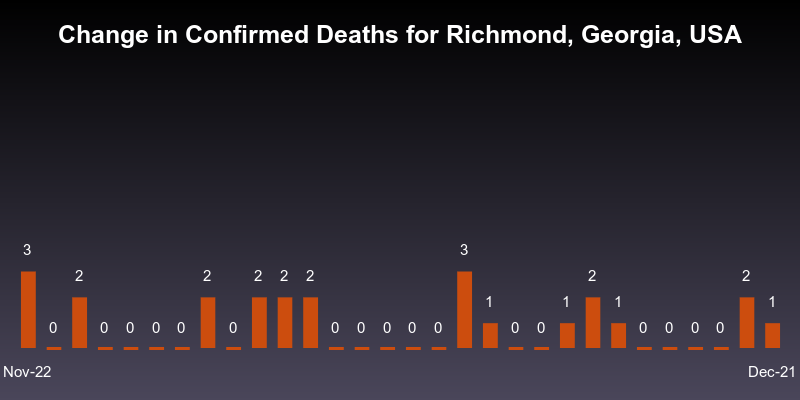 Change in Confirmed Deaths for Richmond, Georgia, USA
3 0 2 0 0 0 0 2 0 2 2 2 0 0 0 0 0 3 1 0 0 1 2 1 0 0 0 0 2 1
Nov-22 Dec-21